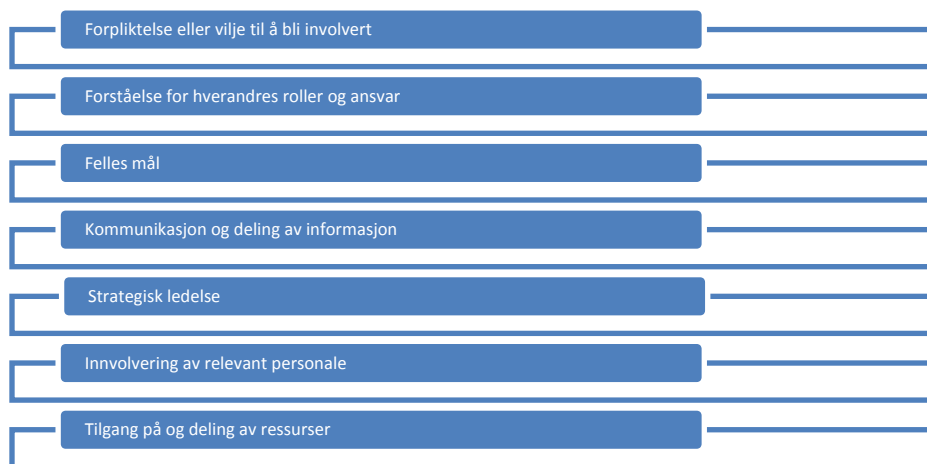 Forpliktelse eller vilje til å bli involvert
Forståelse for hverandres roller og ansvar
Felles mål
Kommunikasjon og deling av informasjon
Strategisk ledelse
Innvolvering av relevant personale
Tilgang på og deling av ressurser